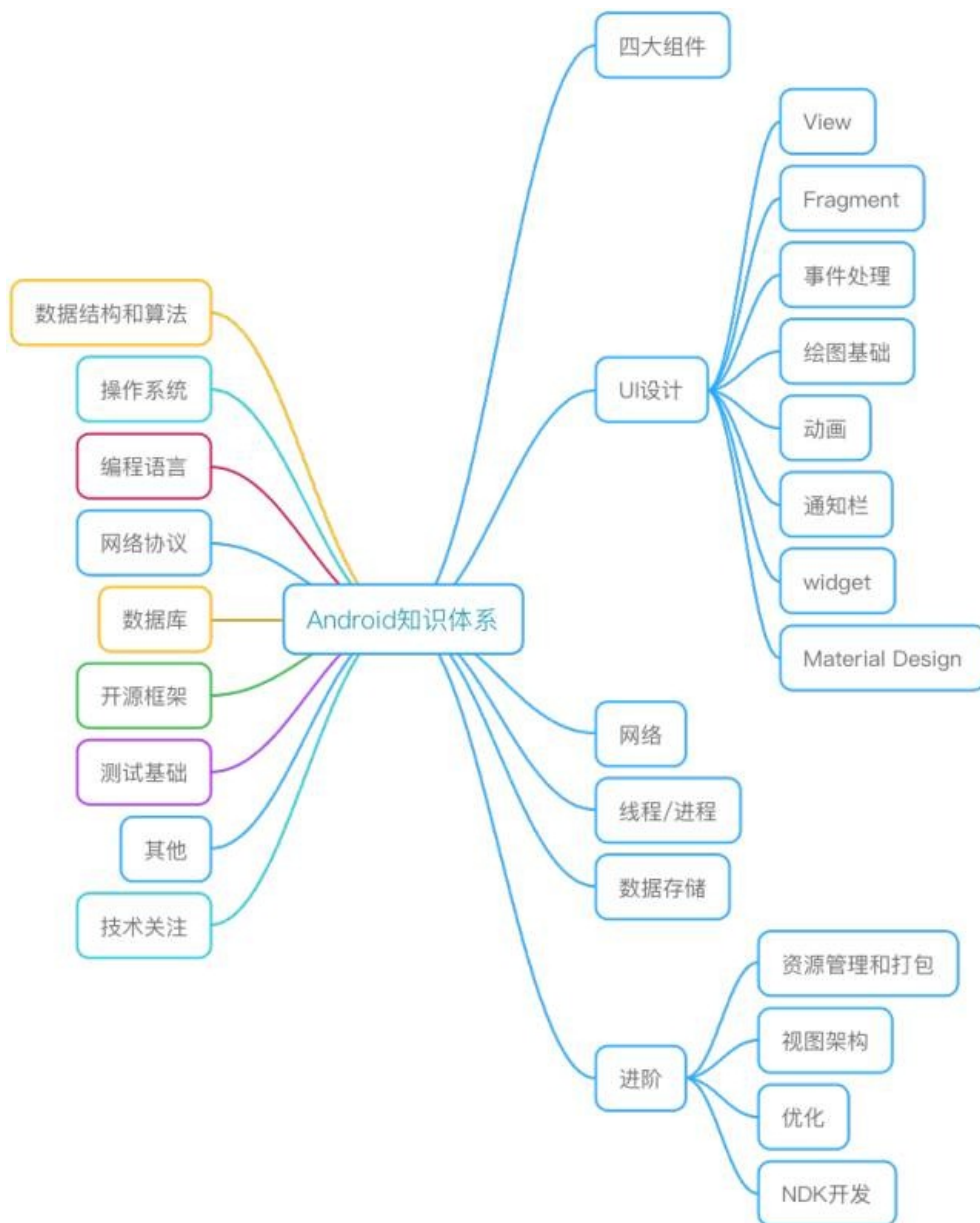 四大组件
View
Fragment
事件处理
绘图基础
UI设计
动画
通知栏
widget
Material Design
数据结构和算法
操作系统
编程语言
网络协议
数据库
开源框架
测试基础
其他
技术关注
Android知识体系
网络
线程/进程
数据存储
资源管理和打包
视图架构
进阶
优化
NDK开发